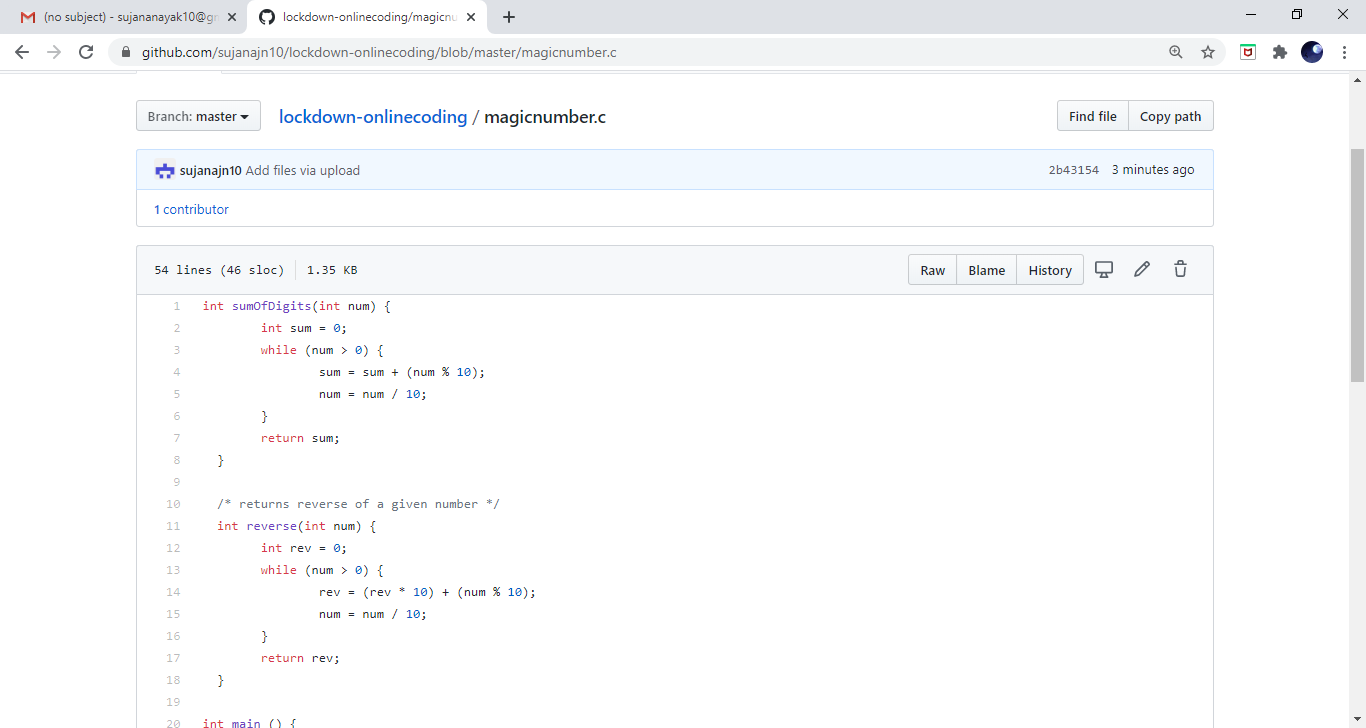 (no subject) - sujananayak10@gm
lockdown-onlinecoding/magicnu
github.com/sujanajn10/lockdown-onlinecoding/blob/master/magicnumber.c
Branch: master
lockdown-onlinecoding / magicnumber.c
Find file
Copy path
sujanajn10 Add files via upload
2b43154 3 minutes ago
1 contributor
54 lines (46 sloc) 1.35 KB
Raw
Blame
History
1 int sumOfDigits(int num) {
2 int sum = 0;
3 while (num > 0) {
4 sum = sum + (num % 10);
5 num = num / 10;
6 }
7 return sum;
8 }
9
10 /* returns reverse of a given number */
11 int reverse(int num) {
12 int rev = 0;
13 while (num > 0) {
14 rev = (rev * 10) + (num % 10);
15 num = num / 10;
16 }
17 return rev;
18 }
19
20 int main () {